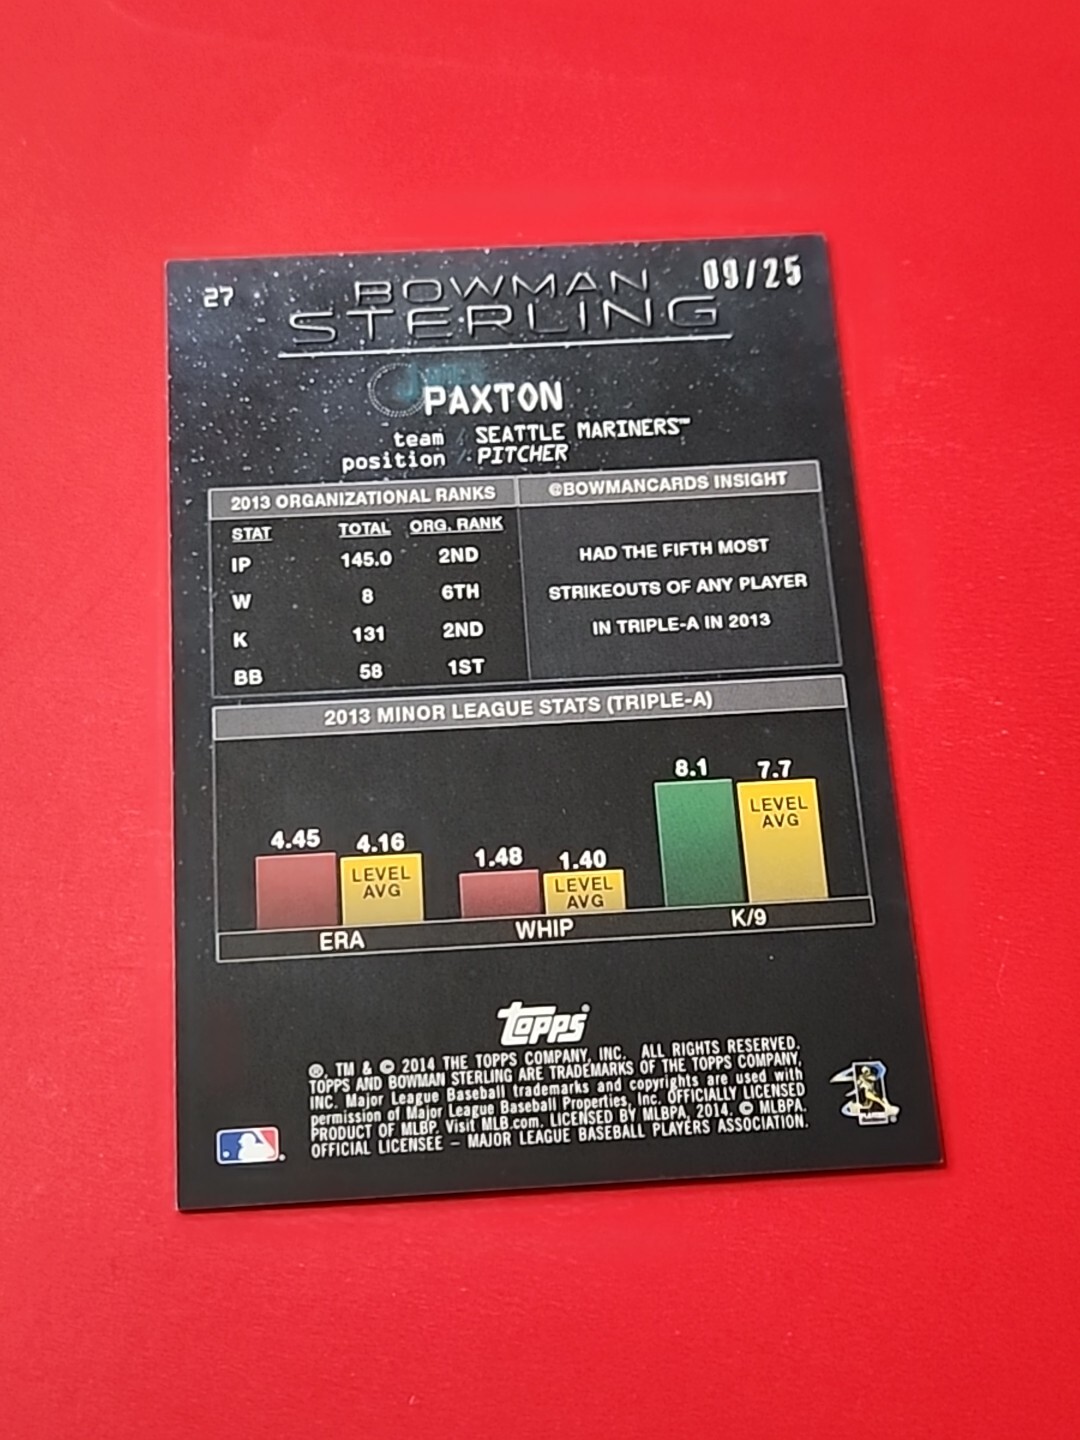 27
09/25
BOWMAN
STERLING
PAXTON
team / SEATTLE MARINERS™
position / PITCHER
2013 ORGANIZATIONAL RANKS
STAT TOTAL ORG. RANK
IP 145.0 2ND
W 8 6TH
K 131 2ND
BB 58 1ST
@BOWMANCARDS INSIGHT
HAD THE FIFTH MOST
STRIKEOUTS OF ANY PLAYER
IN TRIPLE-A IN 2013
2013 MINOR LEAGUE STATS (TRIPLE-A)
4.45 4.16 1.48 1.40 8.1 7.7
LEVEL AVG
LEVEL AVG
LEVEL AVG
ERA WHIP K/9
topps®
®, TM & © 2014 THE TOPPS COMPANY, INC. ALL RIGHTS RESERVED.
TOPPS AND BOWMAN STERLING ARE TRADEMARKS OF THE TOPPS COMPANY,
INC. Major League Baseball trademarks and copyrights are used with
permission of Major League Baseball Properties, Inc. OFFICIALLY LICENSED
PRODUCT OF MLBP. Visit MLB.com. LICENSED BY MLBPA, 2014. © MLBPA.
OFFICIAL LICENSEE – MAJOR LEAGUE BASEBALL PLAYERS ASSOCIATION.